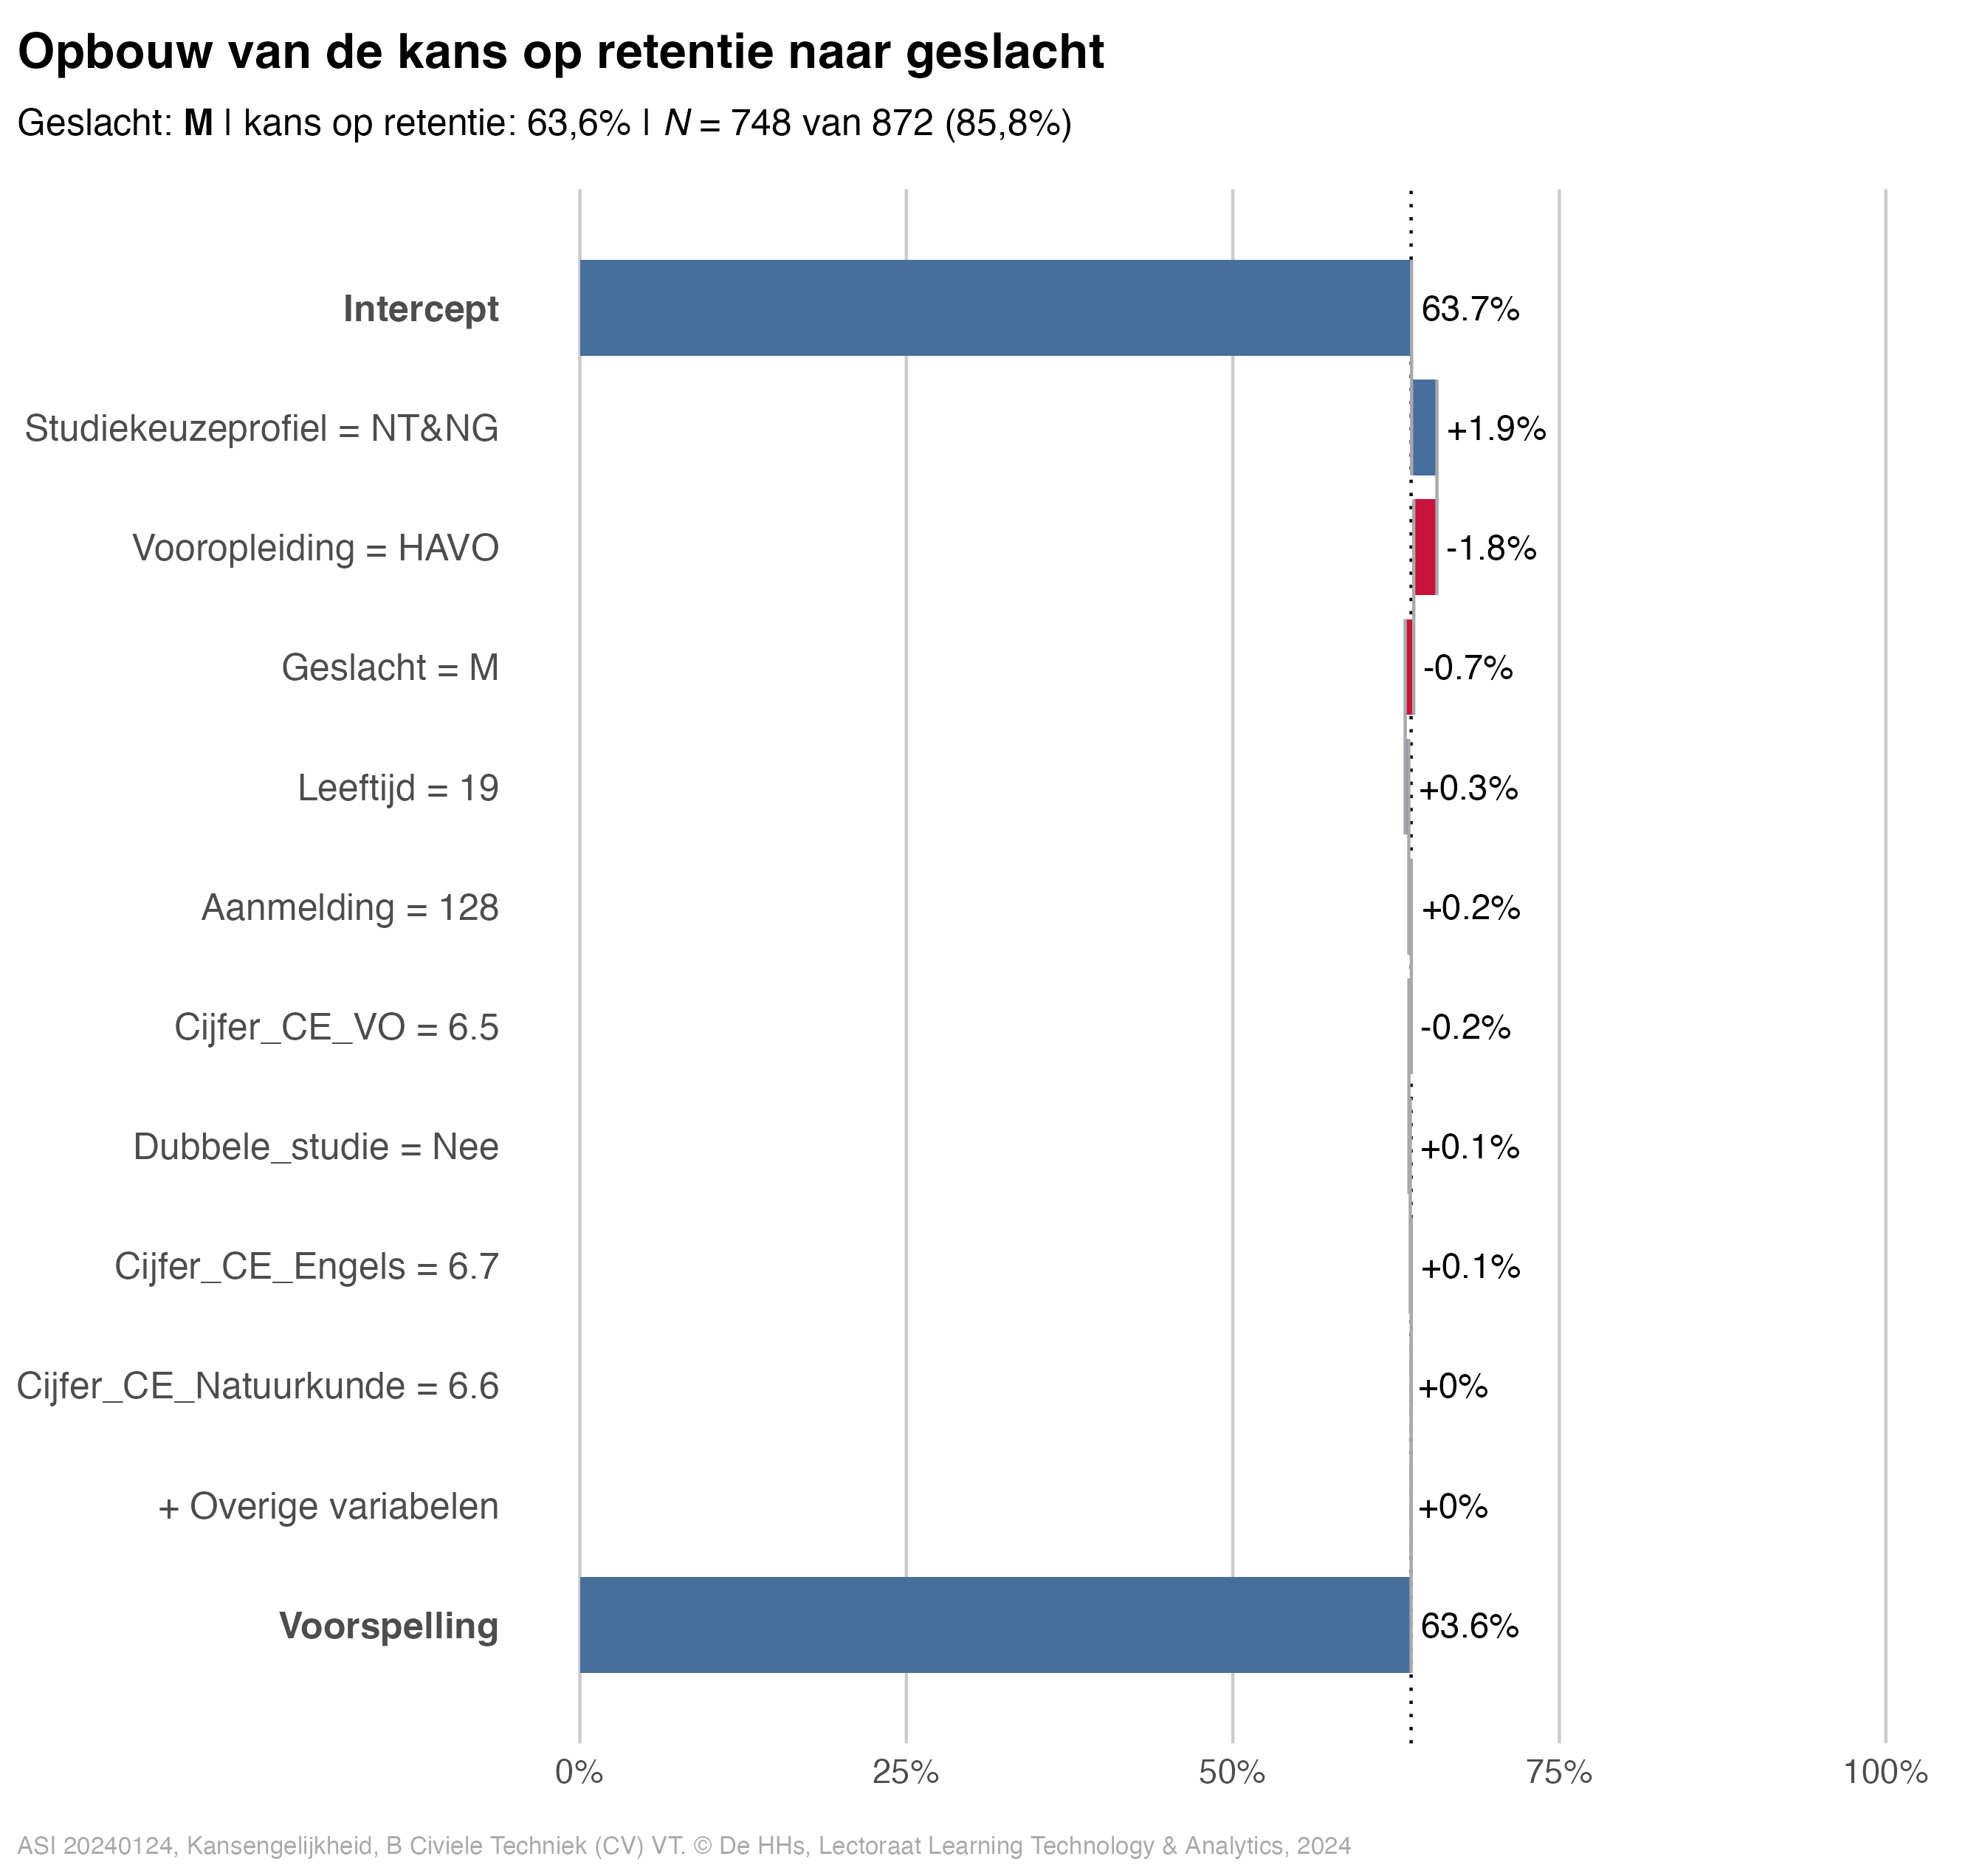 Opbouw van de kans op retentie naar geslacht
Geslacht: M | kans op retentie: 63,6% | N = 748 van 872 (85,8%)
Intercept 63.7%
Studiekeuzeprofiel = NT&NG +1.9%
Vooropleiding = HAVO -1.8%
Geslacht = M -0.7%
Leeftijd = 19 +0.3%
Aanmelding = 128 +0.2%
Cijfer_CE_VO = 6.5 -0.2%
Dubbele_studie = Nee +0.1%
Cijfer_CE_Engels = 6.7 +0.1%
Cijfer_CE_Natuurkunde = 6.6 +0%
+ Overige variabelen +0%
Voorspelling 63.6%
0% 25% 50% 75% 100%
ASI 20240124, Kansengelijkheid, B Civiele Techniek (CV) VT. © De HHs, Lectoraat Learning Technology & Analytics, 2024